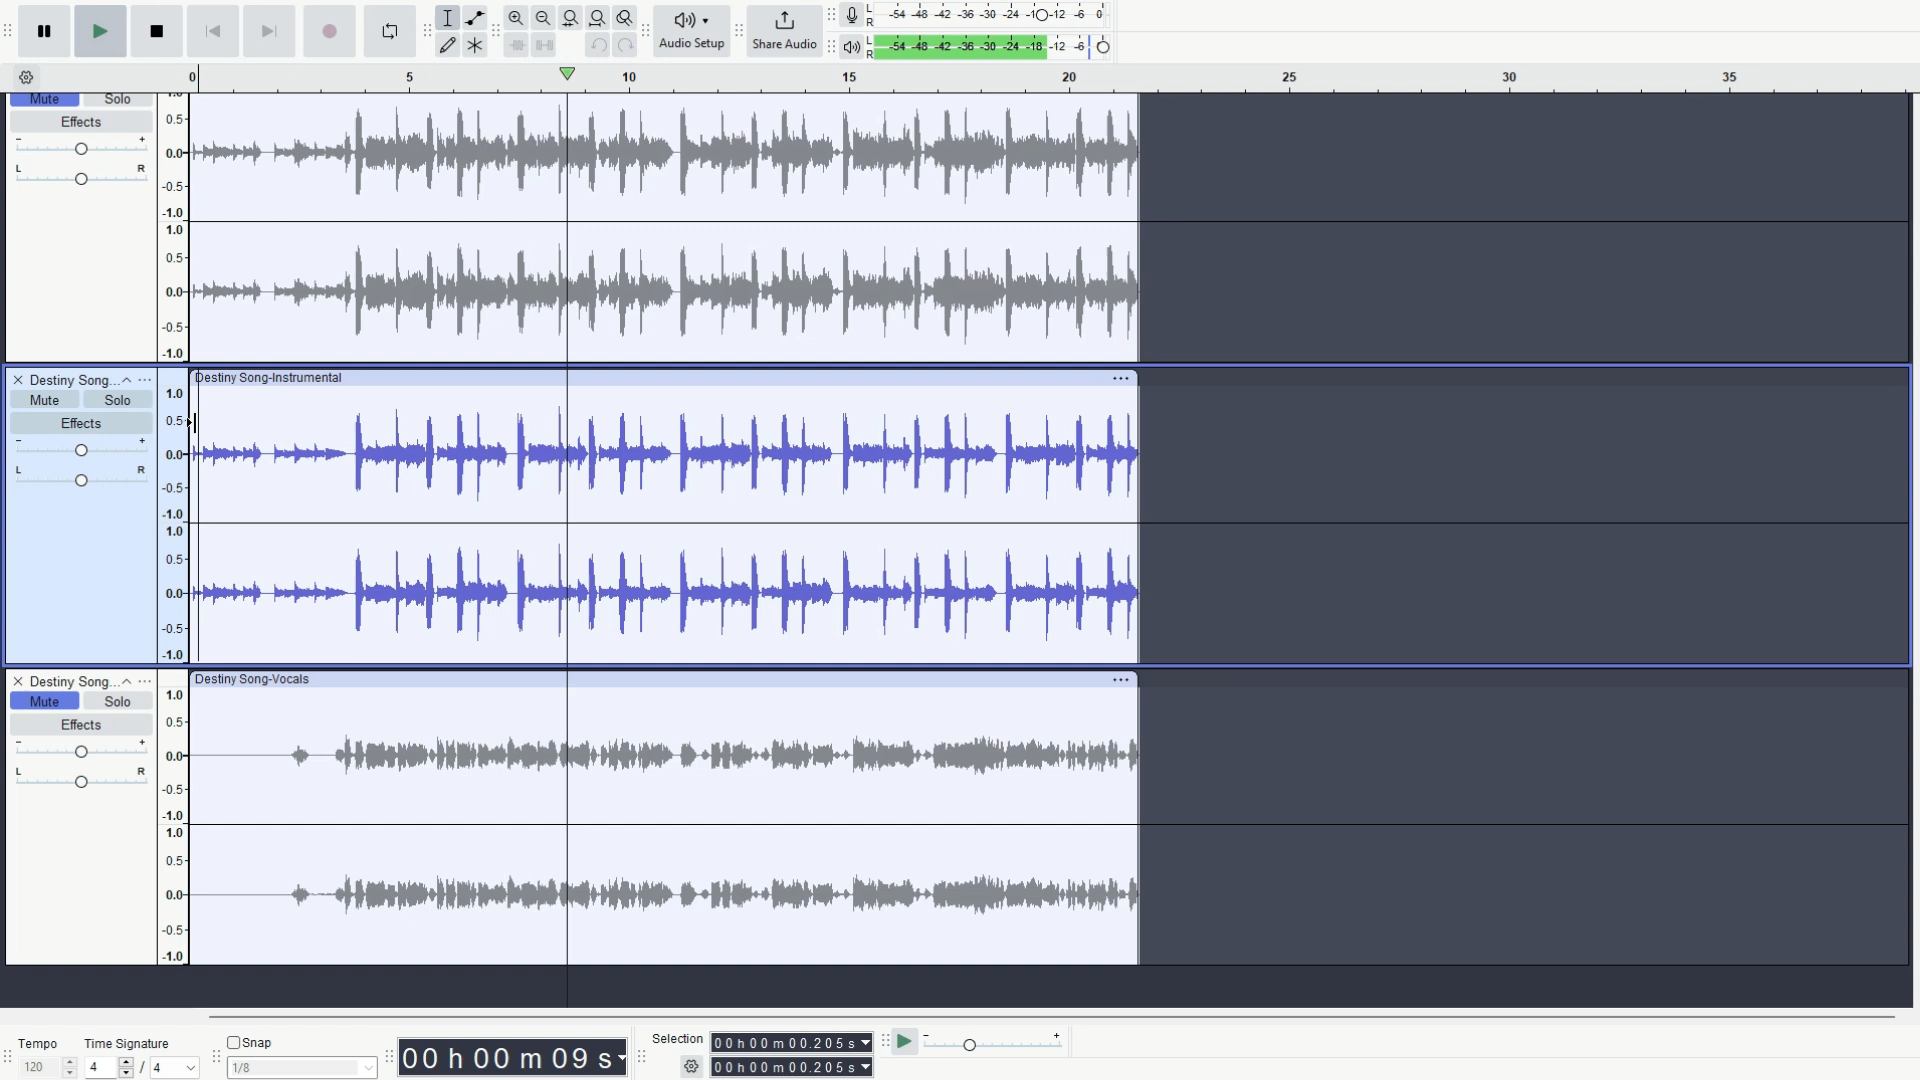 Audio Setup
Share Audio
L
R
-54 -48 -42 -36 -30 -24 -18 -12 -6 0
L
R
-54 -48 -42 -36 -30 -24 -18 -12 -6
0 5 10 15 20 25 30 35
Mute Solo
Effects
- +
L R
1.0
0.5
0.0
-0.5
-1.0
1.0
0.5
0.0
-0.5
-1.0
Destiny Song...
Mute Solo
Effects
- +
L R
1.0
0.5
0.0
-0.5
-1.0
1.0
0.5
0.0
-0.5
-1.0
Destiny Song-Instrumental
Destiny Song...
Mute Solo
Effects
- +
L R
1.0
0.5
0.0
-0.5
-1.0
1.0
0.5
0.0
-0.5
-1.0
Destiny Song-Vocals
Tempo
120
Time Signature
4 / 4
Snap
1/8
00 h 00 m 09 s
Selection
00 h 00 m 00.205 s
00 h 00 m 00.205 s
- +